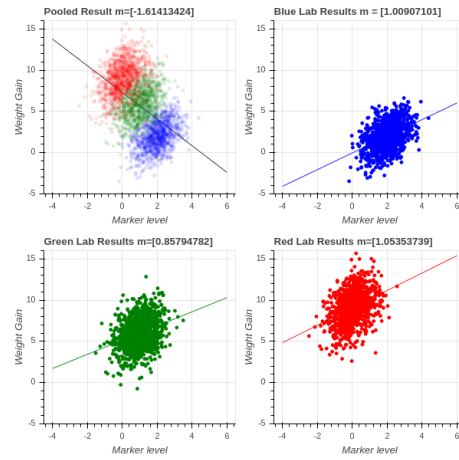 Pooled Result m=[-1.61413424]
Weight Gain
15
10
5
0
-5
-4 -2 0 2 4 6
Marker level
Blue Lab Results m = [1.00907101]
Weight Gain
15
10
5
0
-5
-4 -2 0 2 4 6
Marker level
Green Lab Results m=[0.85794782]
Weight Gain
15
10
5
0
-5
-4 -2 0 2 4 6
Marker level
Red Lab Results m=[1.05353739]
Weight Gain
15
10
5
0
-5
-4 -2 0 2 4 6
Marker level